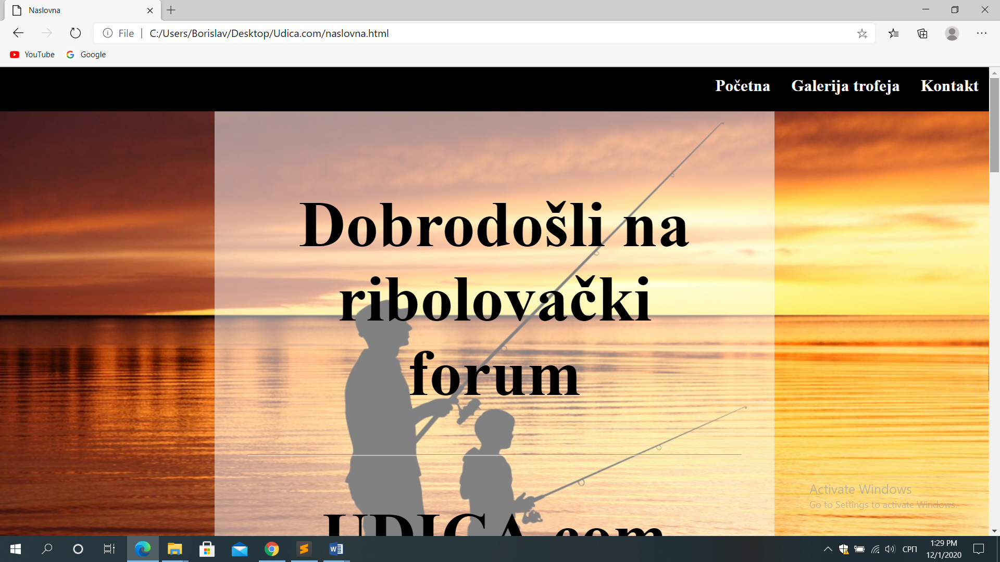 Naslovna
File
C:/Users/Borislav/Desktop/Udica.com/naslovna.html
YouTube
Google
Početna
Galerija trofeja
Kontakt
Dobrodošli na
ribolovački
forum
UDICA.com
Activate Windows
Go to Settings to activate Windows.
СРП
1:29 PM
12/1/2020